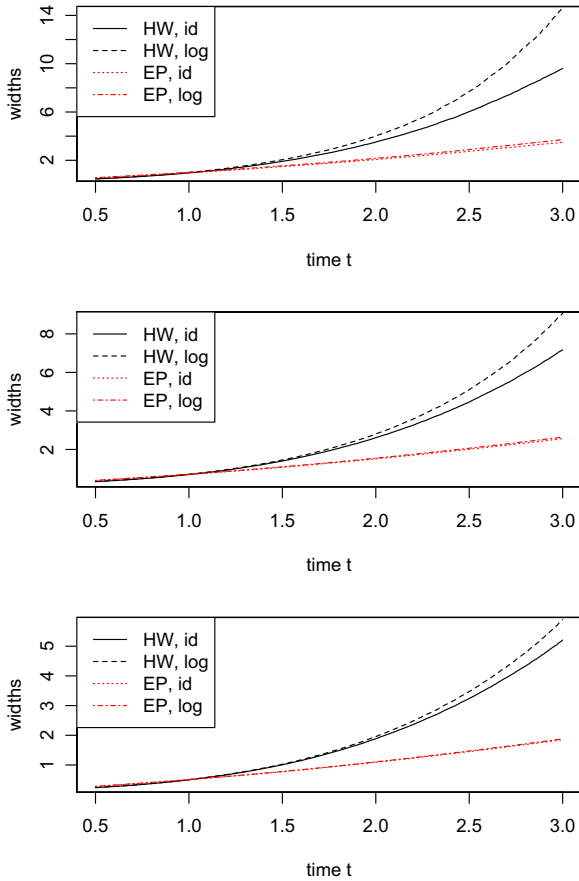 widths
14
10
6
2
HW, id
HW, log
EP, id
EP, log
0.5 1.0 1.5 2.0 2.5 3.0
time t
widths
8
6
4
2
HW, id
HW, log
EP, id
EP, log
0.5 1.0 1.5 2.0 2.5 3.0
time t
widths
5
4
3
2
1
HW, id
HW, log
EP, id
EP, log
0.5 1.0 1.5 2.0 2.5 3.0
time t